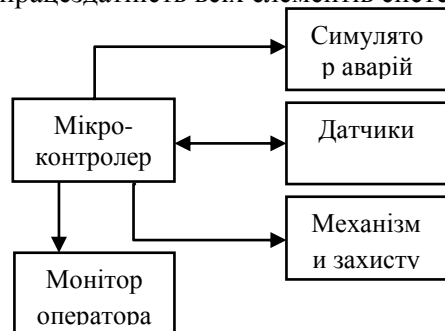 працездатність всіх елементів систе
Симулято
р аварій
Мікро-
контролер
Датчики
Механізм
и захисту
Монітор
оператора